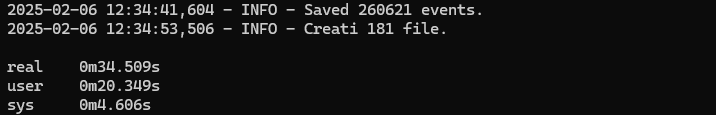 2025-02-06 12:34:41,604 - INFO - Saved 260621 events.
2025-02-06 12:34:53,506 - INFO - Creati 181 file.
real 0m34.509s
user 0m20.349s
sys 0m4.606s